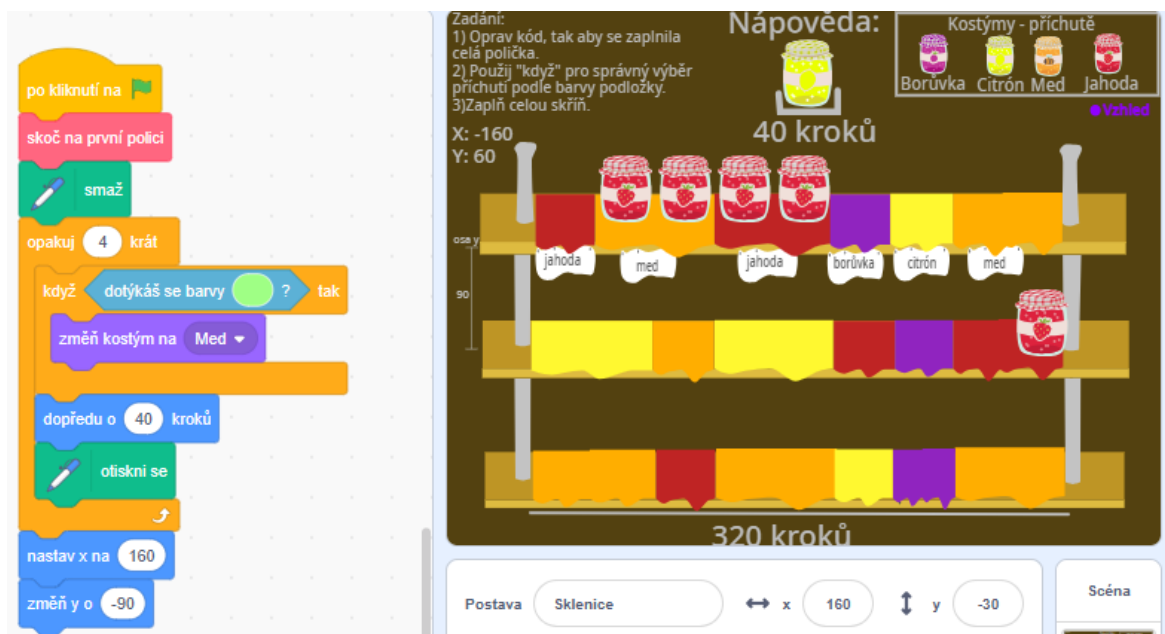 po kliknutí na
skoč na první polici
smaž
opakuj 4 krát
když dotýkáš se barvy ? tak
změň kostým na Med
dopředu o 40 kroků
otiskni se
nastav x na 160
změň y o -90
Zadání:
1) Oprav kód, tak aby se zaplnila
celá polička.
2) Použij "když" pro správný výběr
příchuti podle barvy podložky.
3)Zaplň celou skříň.
X: -160
Y: 60
Nápověda:
40 kroků
Kostýmy - příchutě
Borůvka Citrón Med Jahoda
Vzhled
osa y
90
jahoda med jahoda borůvka citrón med
320 kroků
Postava Sklenice x 160 y -30
Scéna